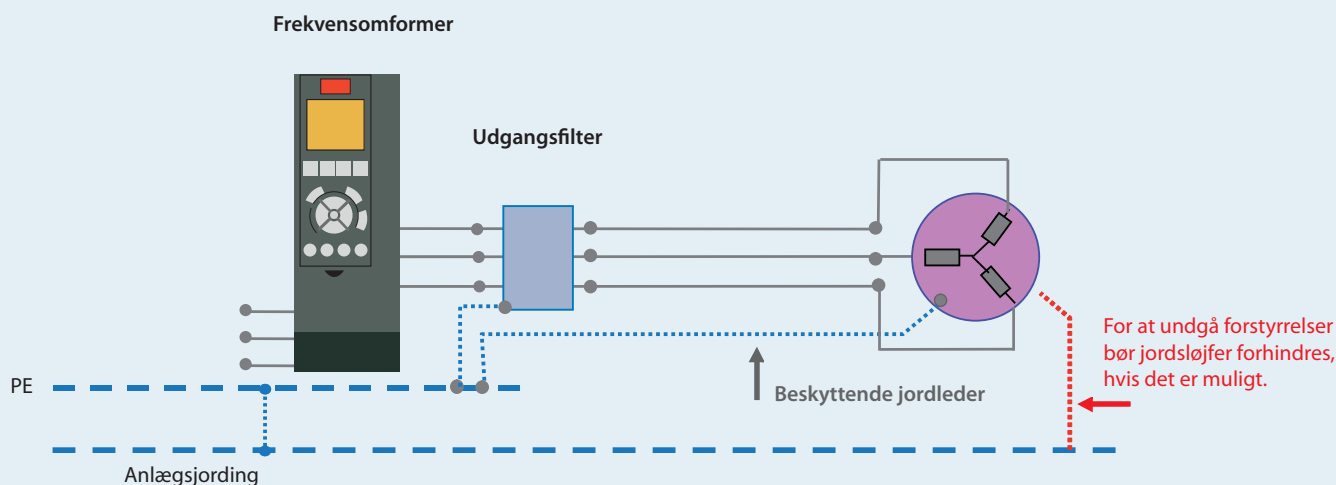 Frekvensomformer
Udgangsfilter
For at undgå forstyrrelser
bør jordsløjfer forhindres,
hvis det er muligt.
PE
Beskyttende jordleder
Anlægsjording